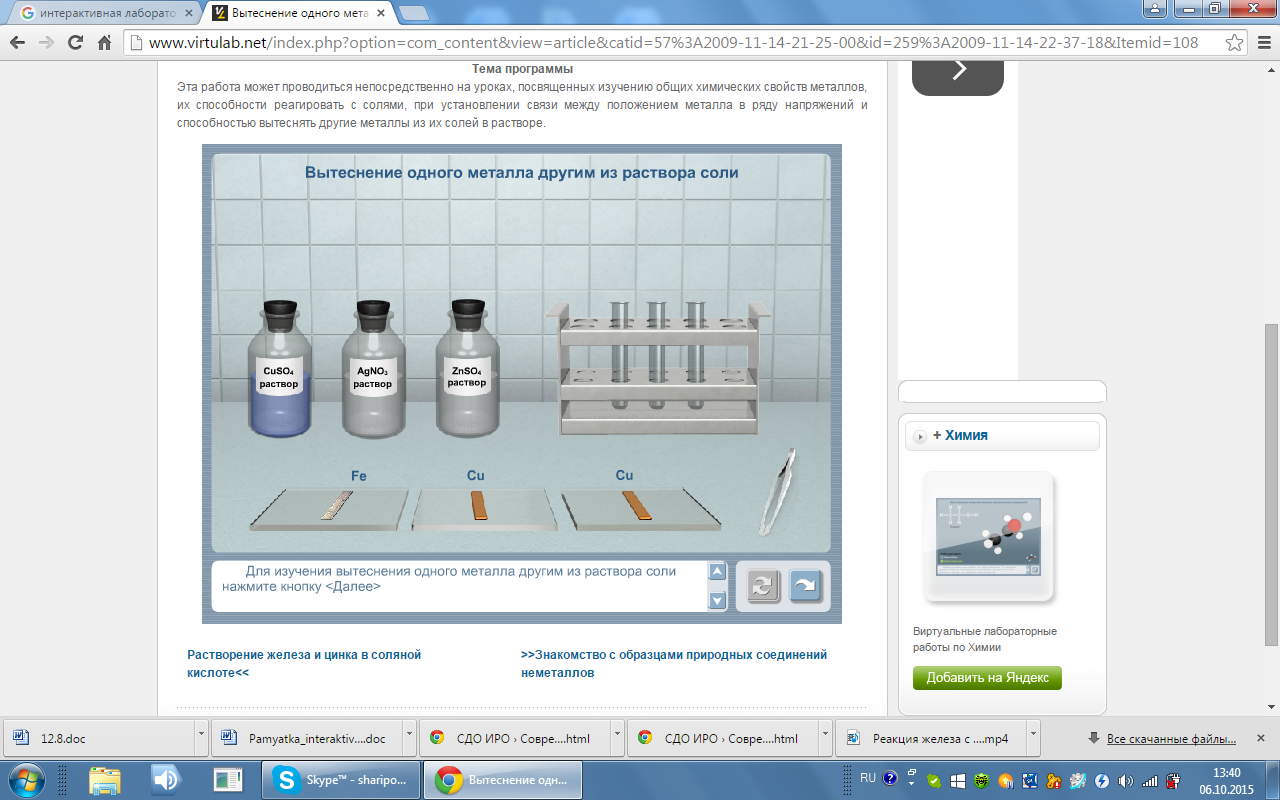 интерактивная лаборато
Вытеснение одного мета
www.virtulab.net/index.php?option=com_content&view=article&catid=57%3A2009-11-14-21-25-00&id=259%3A2009-11-14-22-37-18&Itemid=108
Тема программы
Эта работа может проводиться непосредственно на уроках, посвященных изучению общих химических свойств металлов,
их способности реагировать с солями, при установлении связи между положением металла в ряду напряжений и
способностью вытеснять другие металлы из их солей в растворе.
Вытеснение одного металла другим из раствора соли
CuSO₄
раствор
AgNO₃
раствор
ZnSO₄
раствор
Fe
Cu
Cu
Для изучения вытеснения одного металла другим из раствора соли
нажмите кнопку <Далее>
+ Химия
Виртуальные лабораторные
работы по Химии
Добавить на Яндекс
Растворение железа и цинка в соляной
кислоте<<
>>Знакомство с образцами природных соединений
неметаллов
12.8.doc
Pamyatka_interaktiv....doc
СДО ИРО › Совре....html
СДО ИРО › Совре....html
Реакция железа с ....mp4
Все скачанные файлы...
Skype™ - sharipo...
Вытеснение одн...
RU
13:40
06.10.2015